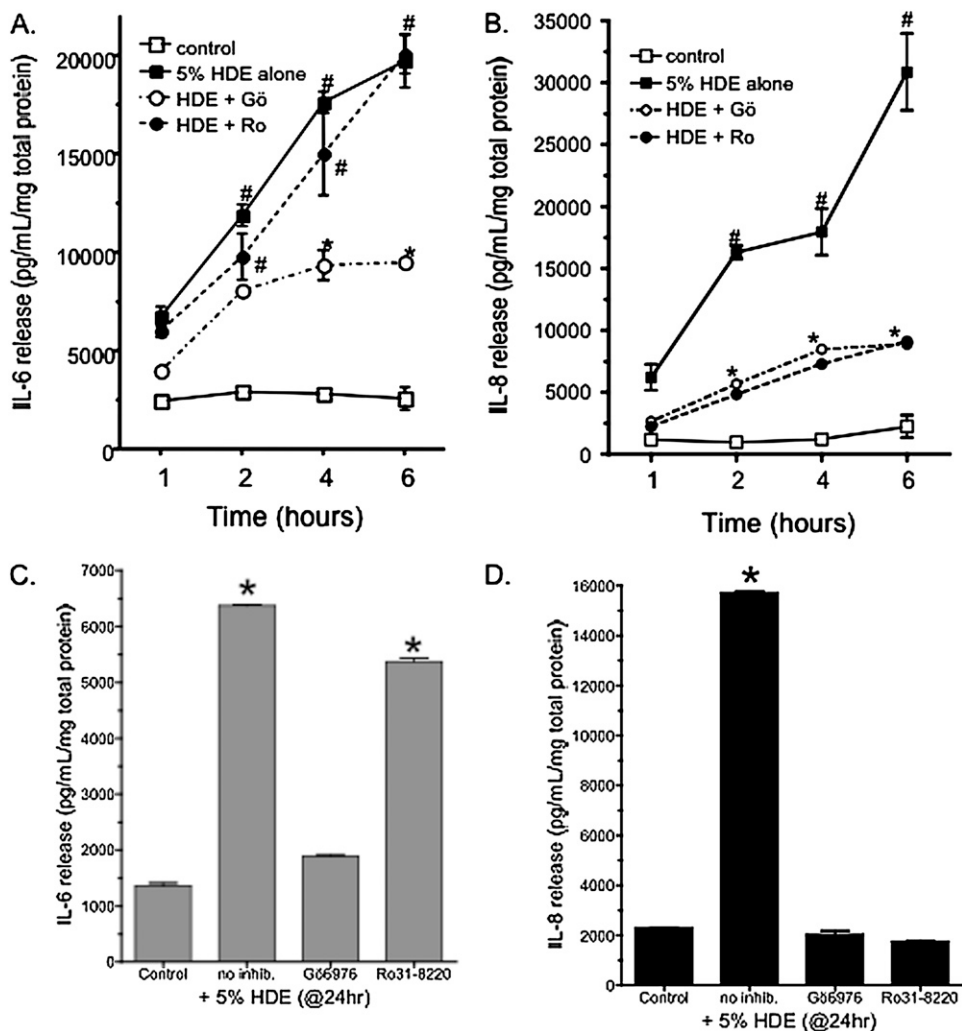 A.
IL-6 release (pg/mL/mg total protein)
20000
15000
10000
5000
0
control
5% HDE alone
HDE + Gö
HDE + Ro
#
#
#
#
#
*
*
1 2 4 6
Time (hours)
B.
IL-8 release (pg/mL/mg total protein)
35000
30000
25000
20000
15000
10000
5000
0
control
5% HDE alone
HDE + Gö
HDE + Ro
#
#
#
*
*
*
1 2 4 6
Time (hours)
C.
IL-6 release (pg/mL/mg total protein)
7000
6000
5000
4000
3000
2000
1000
0
*
*
Control no inhib. Gö6976 Ro31-8220
+ 5% HDE (@24hr)
D.
IL-8 release (pg/mL/mg total protein)
16000
14000
12000
10000
8000
6000
4000
2000
0
*
Control no inhib. Gö6976 Ro31-8220
+ 5% HDE (@24hr)